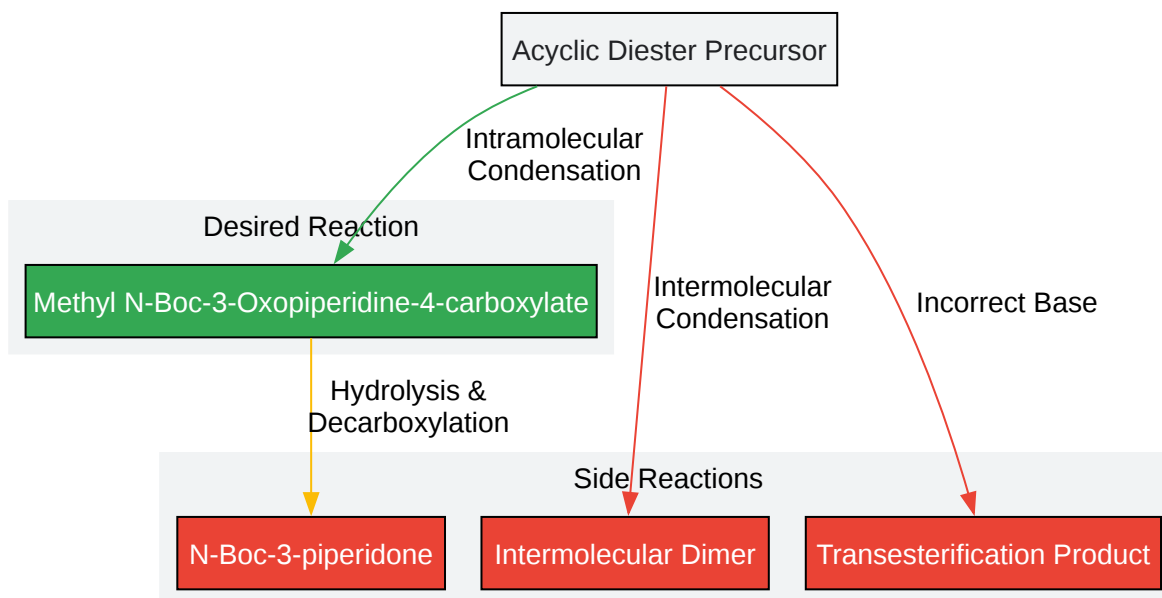 Acyclic Diester Precursor
Intramolecular
Condensation
Desired Reaction
Methyl N-Boc-3-Oxopiperidine-4-carboxylate
Intermolecular
Condensation
Incorrect Base
Hydrolysis &
Decarboxylation
Side Reactions
N-Boc-3-piperidone
Intermolecular Dimer
Transesterification Product